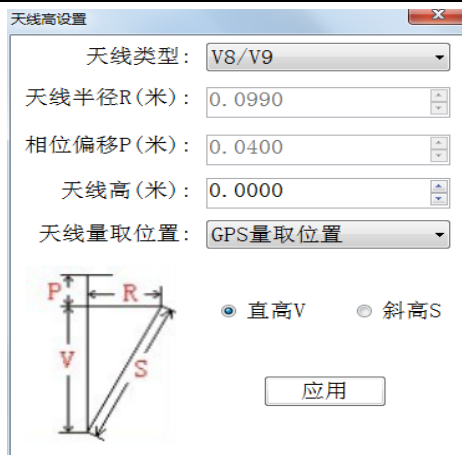 天线高设置
天线类型: V8/V9
天线半径R(米): 0.0990
相位偏移P(米): 0.0400
天线高(米): 0.0000
天线量取位置: GPS量取位置
P R
直高V 斜高S
V S
应用